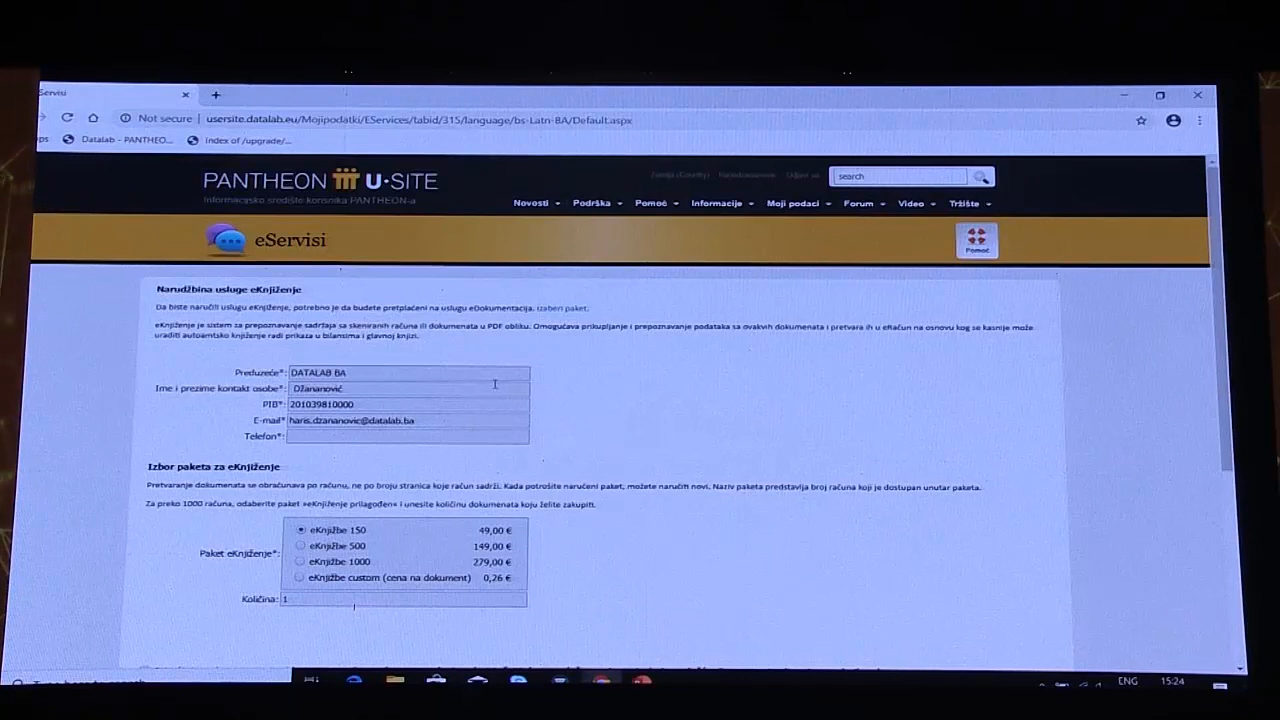 Servisi
Not secure | usersite.datalab.eu/Mojipodatki/EServices/tabid/315/language/bs-Latn-BA/Default.aspx
ps Datalab - PANTHEO... Index of /upgrade/...
PANTHEON U·SITE
Informacijsko središte korisnika PANTHEON-a
search
Novosti Podrška Pomoć Informacije Moji podaci Forum Video Tržište
eServisi
Pomoć
Narudžbina usluge eKnjiženje
Da biste naručili uslugu eKnjiženje, potrebno je da budete pretplaćeni na uslugu eDokumentacija. Izaberi paket.
eKnjiženje je sistem za prepoznavanje sadržaja sa skeniranih računa ili dokumenata u PDF obliku. Omogućava prikupljanje i prepoznavanje podataka sa ovakvih dokumenata i pretvara ih u eRačun na osnovu kog se kasnije može
uraditi autoamtsko knjiženje radi prikaza u bilansima i glavnoj knjizi.
Preduzeće*: DATALAB BA
Ime i prezime kontakt osobe*: Džananović
PIB*: 201039810000
E-mail* haris.dzananovic@datalab.ba
Telefon*:
Izbor paketa za eKnjiženje
Pretvaranje dokumenata se obračunava po računu, ne po broju stranica koje račun sadrži. Kada potrošite naručeni paket, možete naručiti novi. Naziv paketa predstavlja broj računa koji je dostupan unutar paketa.
Za preko 1000 računa, odaberite paket »eKnjiženje prilagođen« i unesite količinu dokumenata koju želite zakupiti.
eKnjižbe 150 49,00 €
eKnjižbe 500 149,00 €
Paket eKnjiženje*:
eKnjižbe 1000 279,00 €
eKnjižbe custom (cena na dokument) 0,26 €
Količina: 1
ENG 15:24